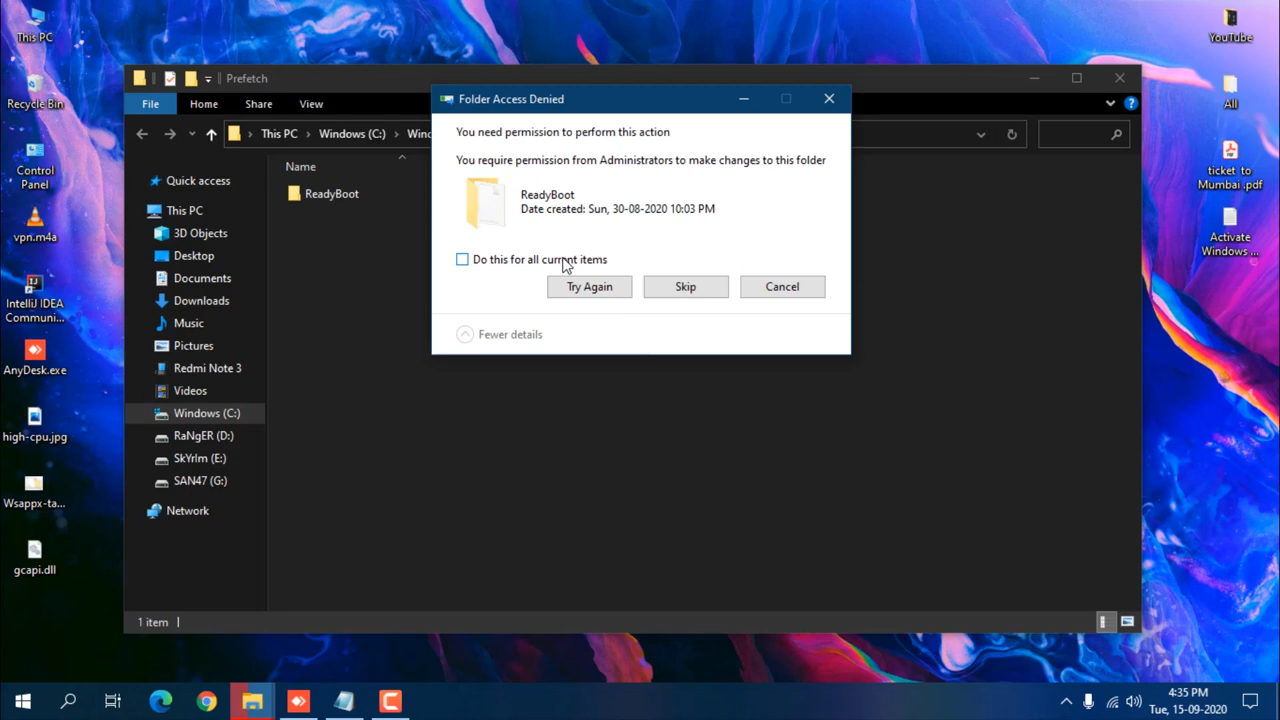 This PC
Recycle Bin
Control
Panel
vpn.m4a
IntelliJ IDEA
Communi...
AnyDesk.exe
high-cpu.jpg
Wsappx-ta...
gcapi.dll
Prefetch
File
Home
Share
View
This PC
Windows (C:)
Wind
Quick access
This PC
3D Objects
Desktop
Documents
Downloads
Music
Pictures
Redmi Note 3
Videos
Windows (C:)
RaNgER (D:)
SkYrIm (E:)
SAN47 (G:)
Network
Name
ReadyBoot
1 item
Folder Access Denied
You need permission to perform this action
You require permission from Administrators to make changes to this folder
ReadyBoot
Date created: Sun, 30-08-2020 10:03 PM
Do this for all current items
Try Again
Skip
Cancel
Fewer details
YouTube
All
ticket to
Mumbai .pdf
Activate
Windows ...
4:35 PM
Tue, 15-09-2020